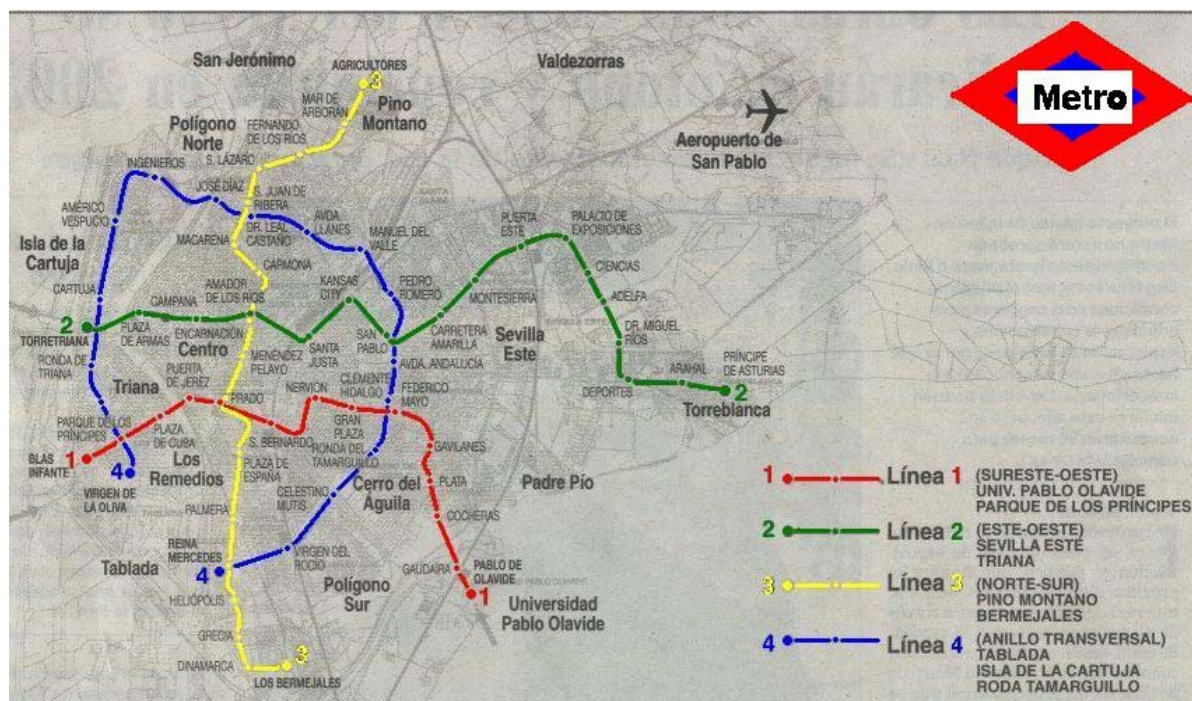 San Jerónimo
AGRICULTORES
3
Valdezorras
MAR DE
ARBORÁN
Pino
Montano
Metro
Polígono
Norte
FERNANDO
DE LOS RIOS
Aeropuerto de
San Pablo
S. LÁZARO
INGENIEROS
JOSÉ DÍAZ
S. JUAN DE
RIBERA
AMÉRICO
VESPUCIO
AVDA.
LLANES
PUERTA
ESTE
PALACIO DE
EXPOSICIONES
MACARENA
DR. LEAL
CASTAÑO
MANUEL DEL
VALLE
Isla de la
Cartuja
CARMONA
CIENCIAS
CARTUJA
AMADOR
DE LOS RIOS
KANSAS
CITY
PEDRO
ROMERO
MONTESIERRA
ADELFA
CAMPANA
2
TORRETRIANA
PLAZA
DE ARMAS
ENCARNACIÓN
Centro
SAN
PABLO
CARRETERA
AMARILLA
Sevilla
Este
DR. MIGUEL
RÍOS
RONDA DE
TRIANA
MENÉNDEZ
PELAYO
SANTA
JUSTA
AVDA. ANDALUCÍA
PRÍNCIPE
DE ASTURIAS
Triana
PUERTA
DE JEREZ
NERVION
CLEMENTE
HIDALGO
FEDERICO
MAYO
ARAHAL
DEPORTES
2
Torreblanca
PRADO
PARQUE DE LOS
PRÍNCIPES
PLAZA
DE CUBA
S. BERNARDO
GRAN
PLAZA
RONDA DEL
TAMARGUILLO
GAVILANES
1
BLAS
INFANTE
4
VIRGEN DE
LA OLIVA
Los
Remedios
PLAZA DE
ESPAÑA
CELESTINO
MUTIS
Cerro del
Aguila
PLATA
Padre Pío
COCHERAS
PALMERA
REINA
MERCEDES
Tablada
4
VIRGEN DEL
ROCÍO
Polígono
Sur
GAUDAÍRA
PABLO DE
OLAVIDE
1
Universidad
Pablo Olavide
HELIÓPOLIS
GRECIA
DINAMARCA
3
LOS BERMEJALES
1 Línea 1 (SURESTE-OESTE)
UNIV. PABLO OLAVIDE
PARQUE DE LOS PRÍNCIPES
2 Línea 2 (ESTE-OESTE)
SEVILLA ESTE
TRIANA
3 Línea 3 (NORTE-SUR)
PINO MONTANO
BERMEJALES
4 Línea 4 (ANILLO TRANSVERSAL)
TABLADA
ISLA DE LA CARTUJA
RODA TAMARGUILLO